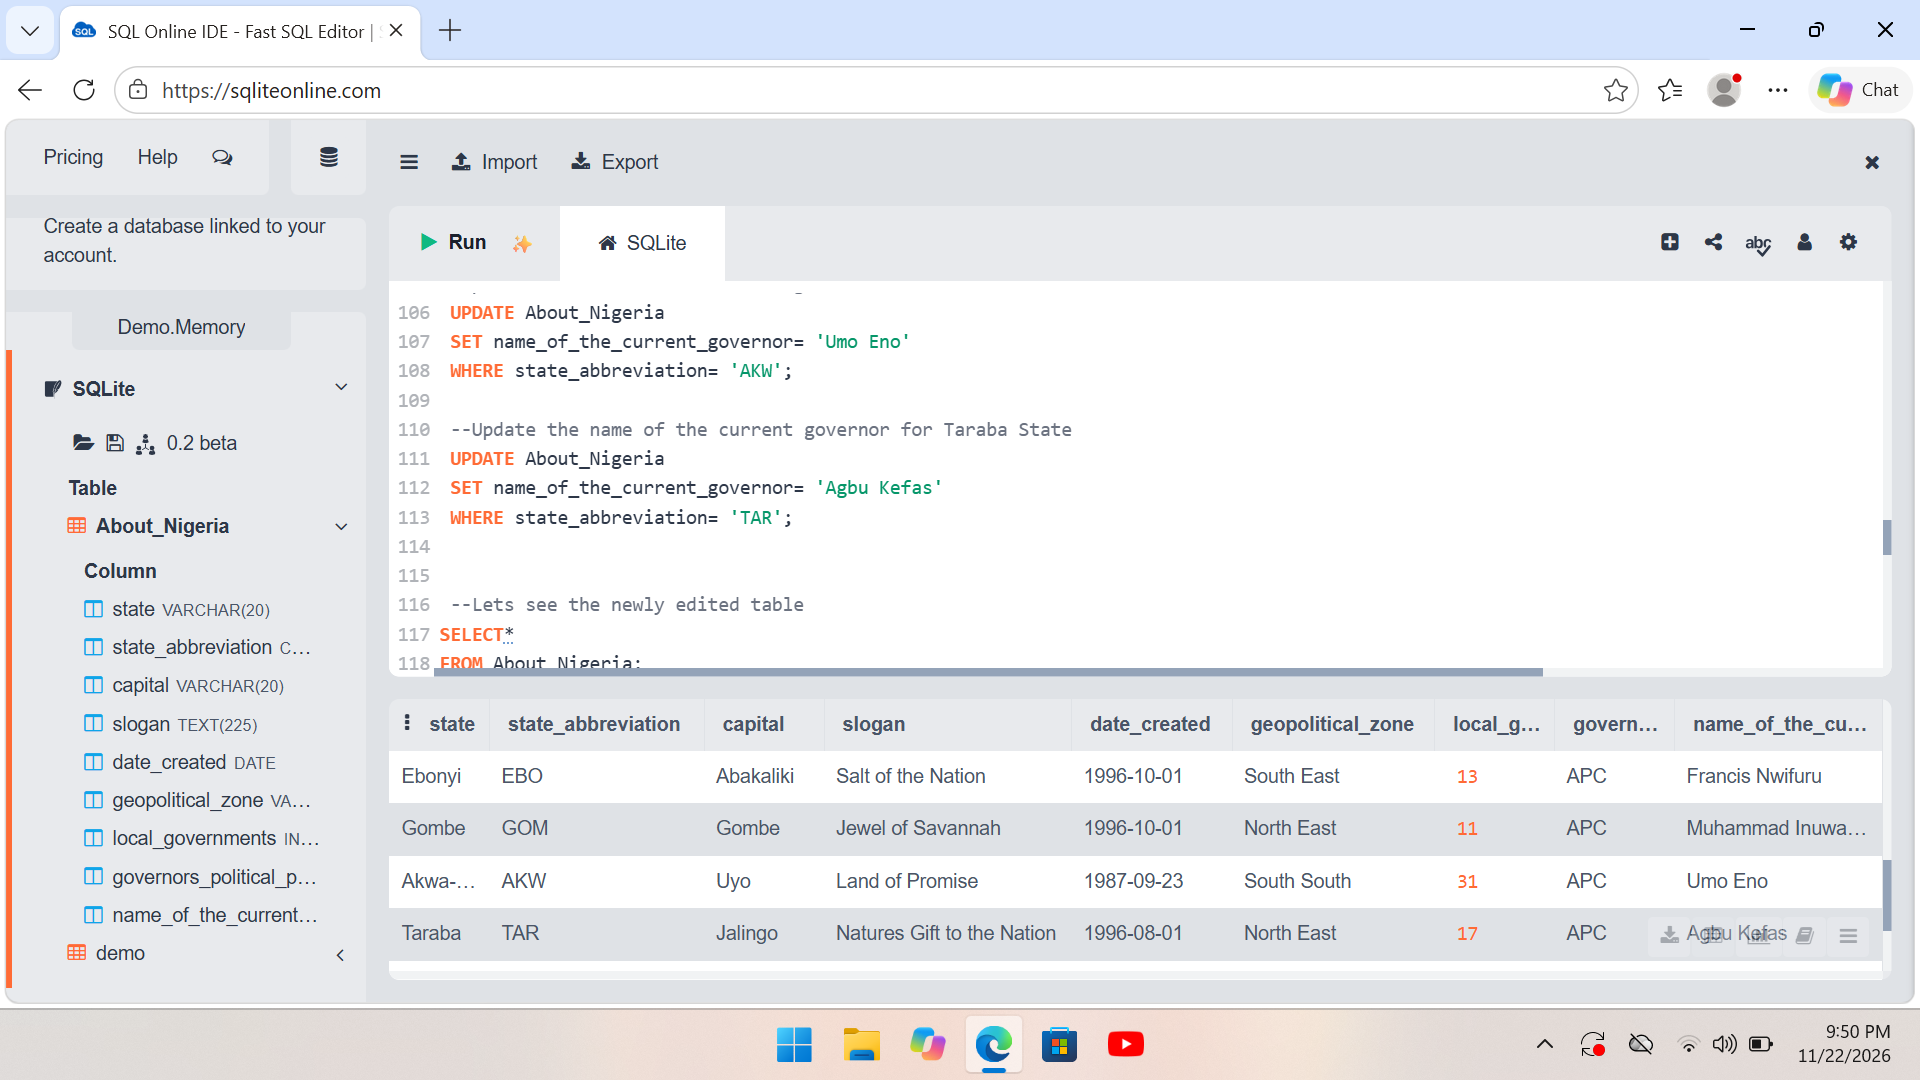 SQL Online IDE - Fast SQL Editor |
https://sqliteonline.com
Chat
Pricing
Help
Import
Export
Create a database linked to your
account.
Run
SQLite
abc
Demo.Memory
SQLite
0.2 beta
Table
About_Nigeria
Column
state VARCHAR(20)
state_abbreviation C...
capital VARCHAR(20)
slogan TEXT(225)
date_created DATE
geopolitical_zone VA...
local_governments IN...
governors_political_p...
name_of_the_current...
demo
106 UPDATE About_Nigeria
107 SET name_of_the_current_governor= 'Umo Eno'
108 WHERE state_abbreviation= 'AKW';
109
110 --Update the name of the current governor for Taraba State
111 UPDATE About_Nigeria
112 SET name_of_the_current_governor= 'Agbu Kefas'
113 WHERE state_abbreviation= 'TAR';
114
115
116 --Lets see the newly edited table
117 SELECT*
118 FROM About_Nigeria;
state state_abbreviation capital slogan date_created geopolitical_zone local_g... govern... name_of_the_cu...
Ebonyi EBO Abakaliki Salt of the Nation 1996-10-01 South East 13 APC Francis Nwifuru
Gombe GOM Gombe Jewel of Savannah 1996-10-01 North East 11 APC Muhammad Inuwa...
Akwa-... AKW Uyo Land of Promise 1987-09-23 South South 31 APC Umo Eno
Taraba TAR Jalingo Natures Gift to the Nation 1996-08-01 North East 17 APC Agbu Kefas
9:50 PM
11/22/2026